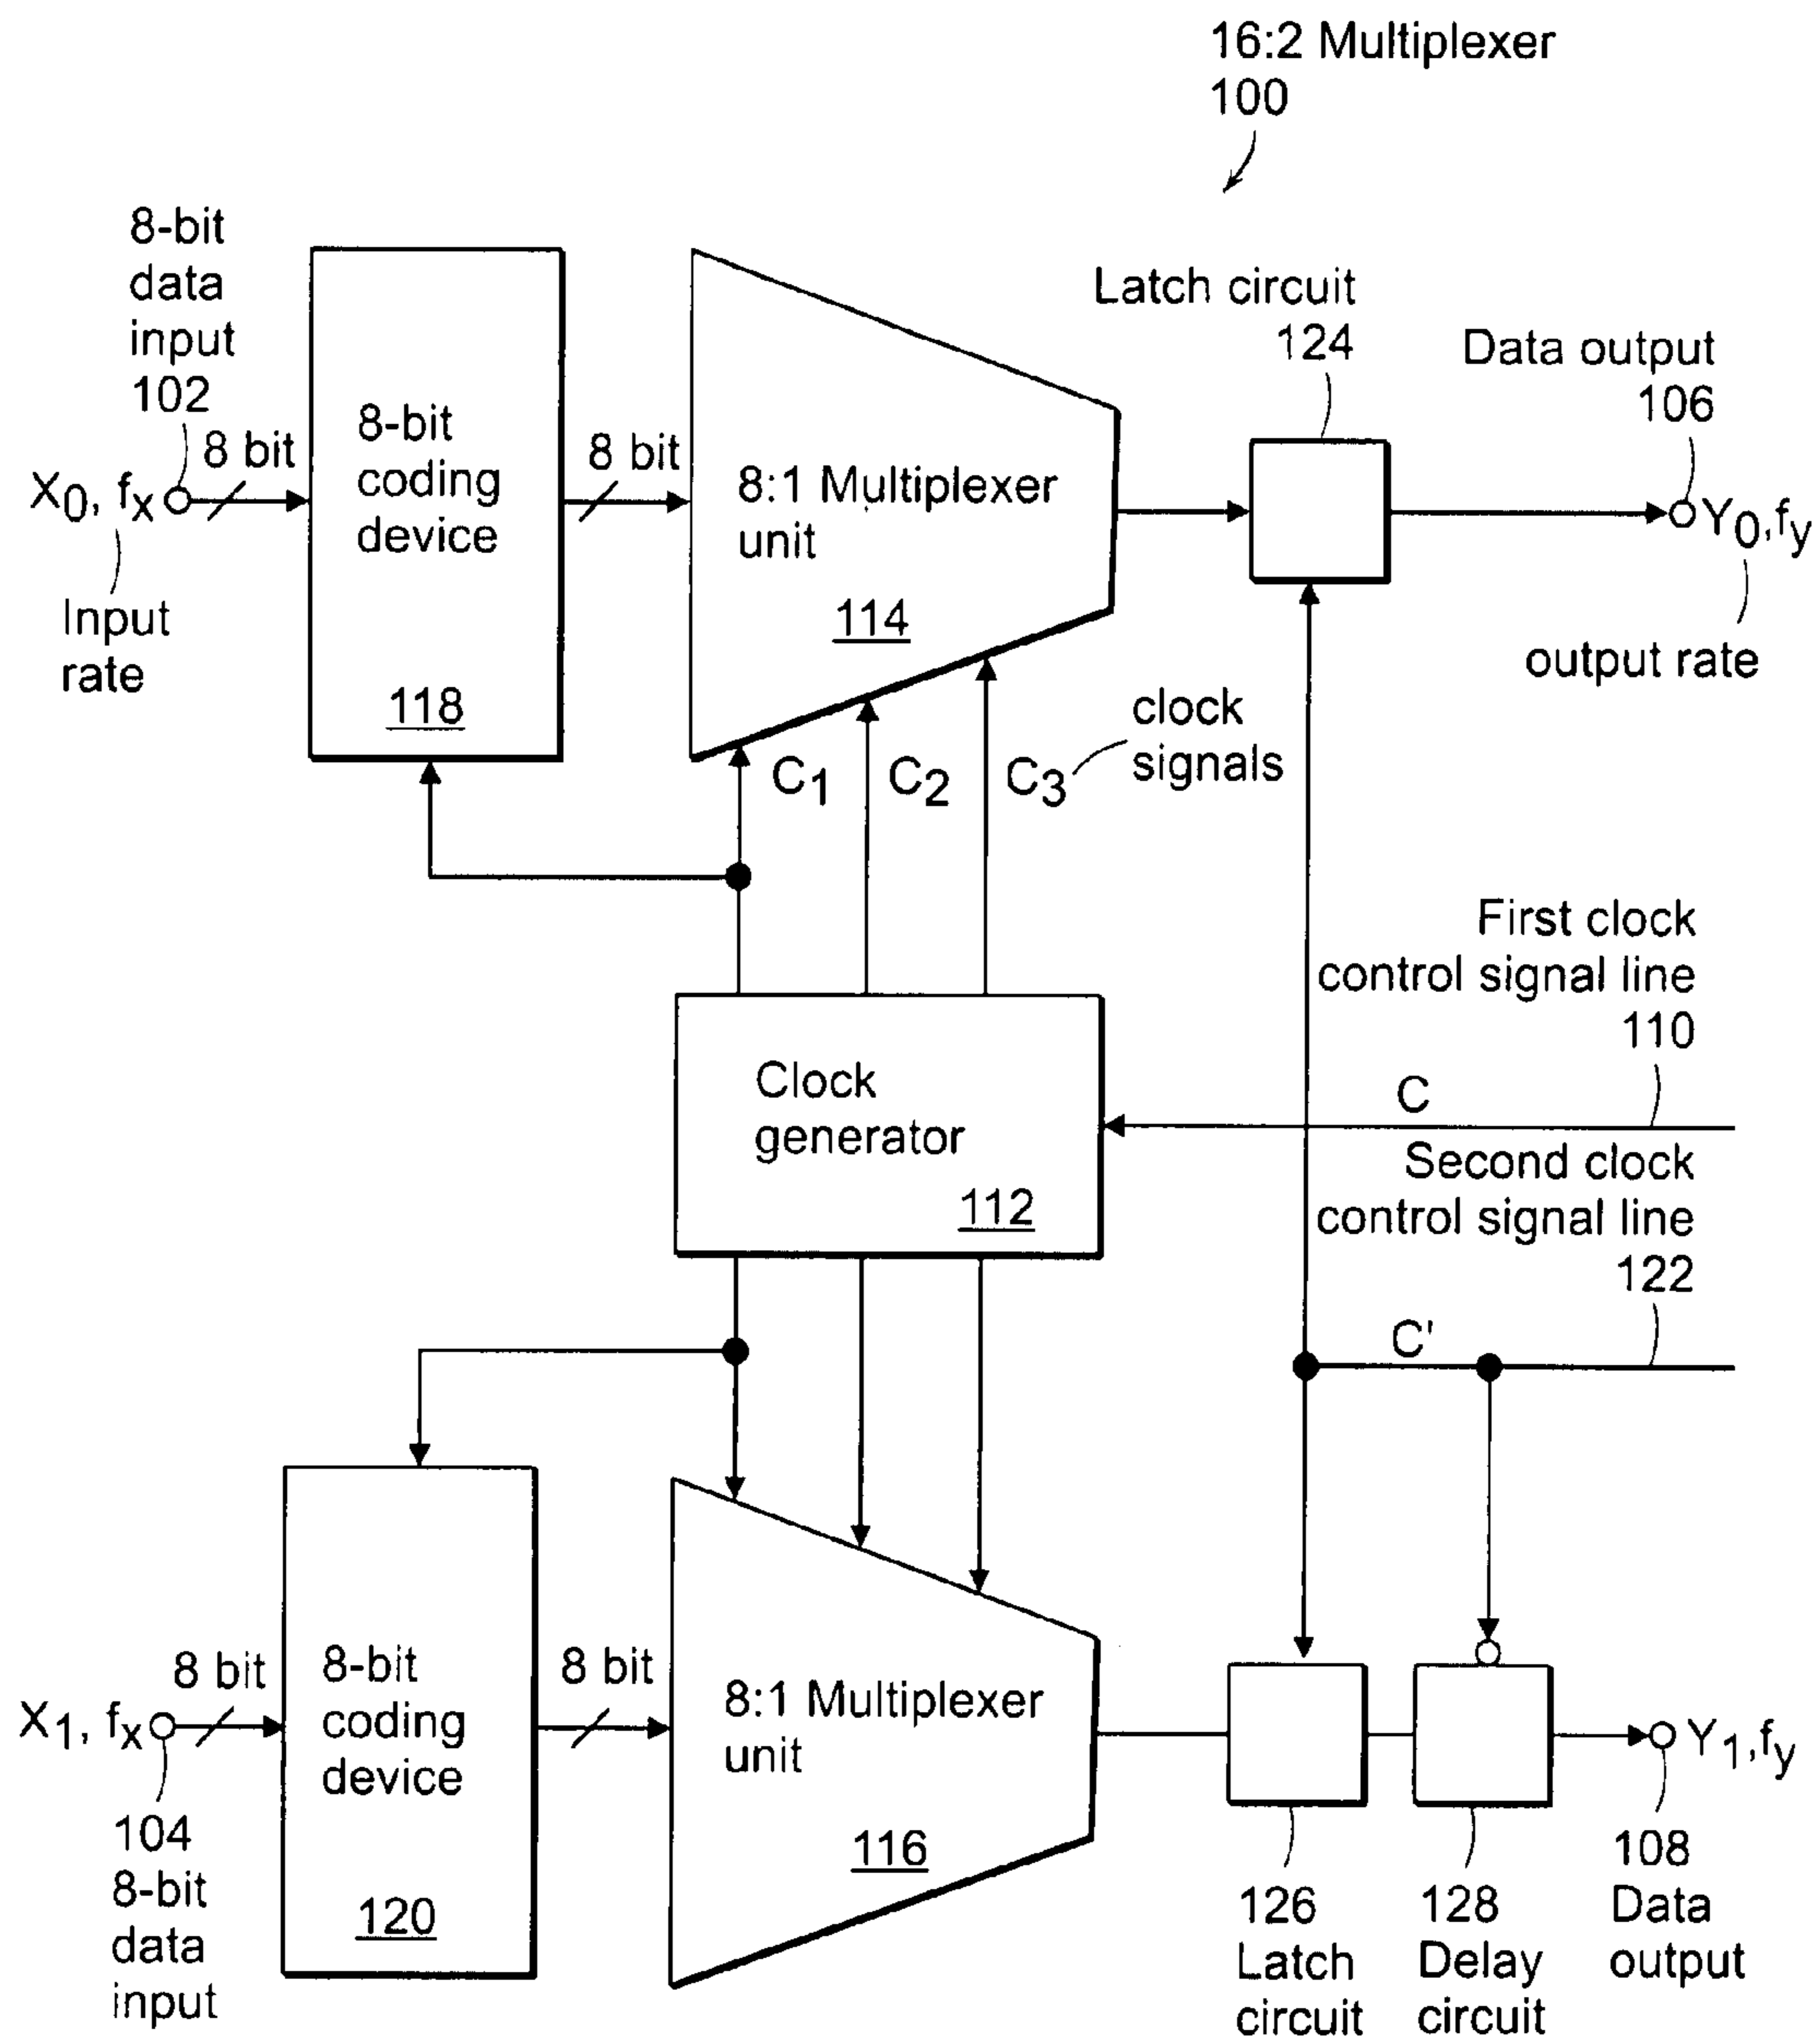 16:2 Multiplexer
100
8-bit
data
input
102
8 bit
X0, fx
Input
rate
8-bit
coding
device
118
8 bit
8:1 Multiplexer
unit
114
Latch circuit
124
Data output
106
Y0,fy
output rate
C1
C2
C3
clock
signals
First clock
control signal line
110
C
Clock
generator
112
Second clock
control signal line
122
C'
8 bit
X1, fx
104
8-bit
data
input
8-bit
coding
device
120
8 bit
8:1 Multiplexer
unit
116
126
Latch
circuit
128
Delay
circuit
Y1,fy
108
Data
output